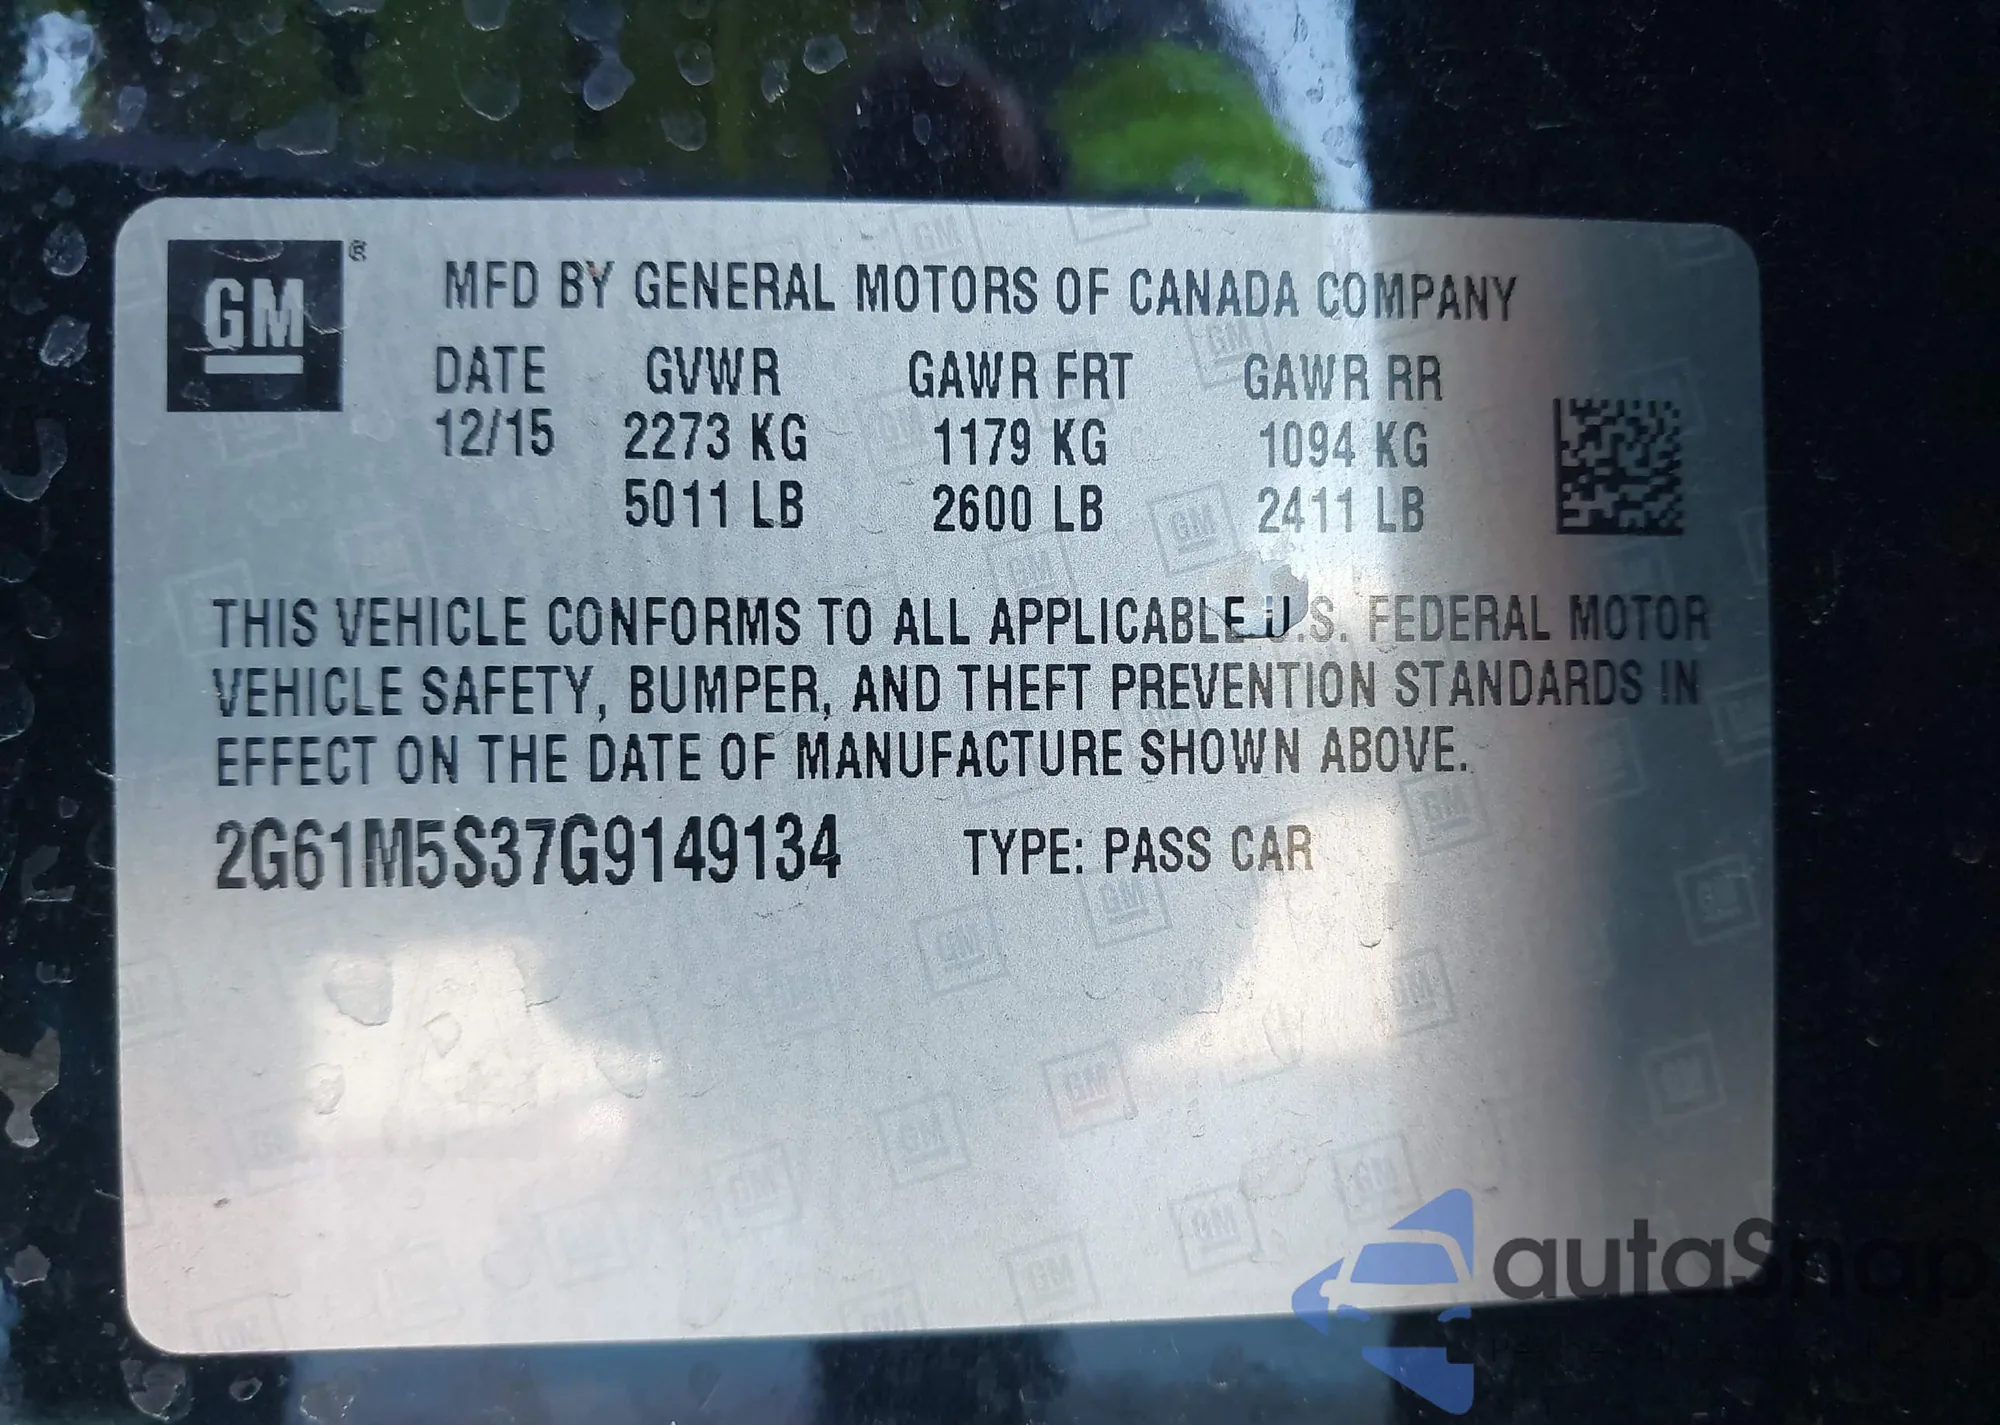 GM ®
MFD BY GENERAL MOTORS OF CANADA COMPANY
DATE GVWR GAWR FRT GAWR RR
12/15 2273 KG 1179 KG 1094 KG
5011 LB 2600 LB 2411 LB
THIS VEHICLE CONFORMS TO ALL APPLICABLE U.S. FEDERAL MOTOR
VEHICLE SAFETY, BUMPER, AND THEFT PREVENTION STANDARDS IN
EFFECT ON THE DATE OF MANUFACTURE SHOWN ABOVE.
2G61M5S37G9149134 TYPE: PASS CAR
autaSnap